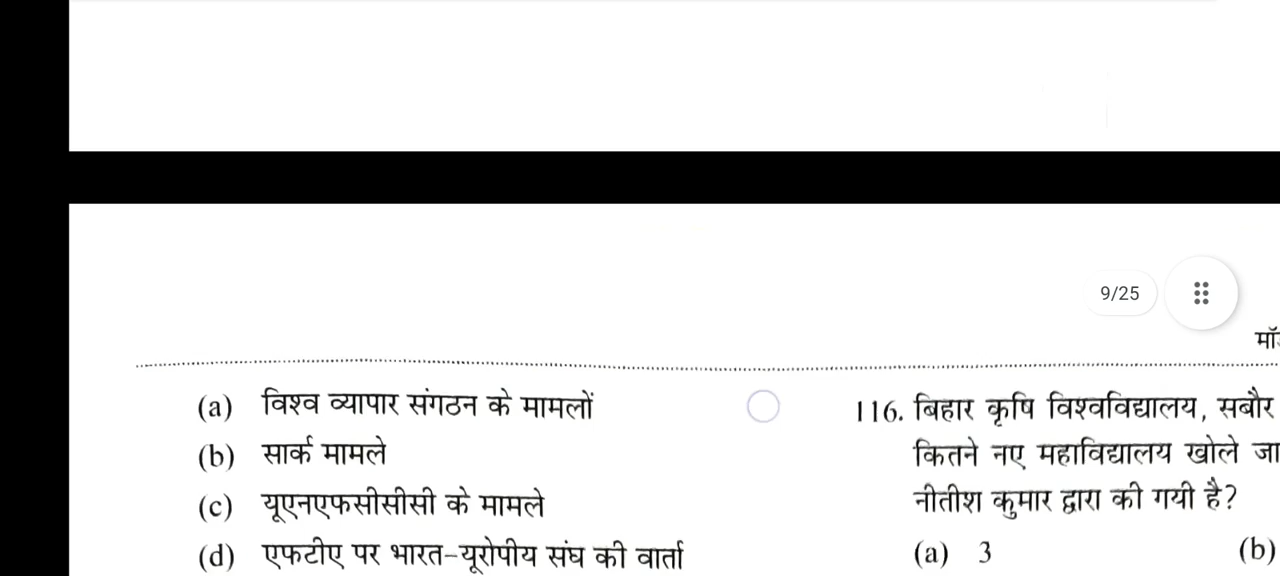 9/25
(a) विश्व व्यापार संगठन के मामलों
(b) सार्क मामले
(c) यूएनएफसीसीसी के मामले
(d) एफटीए पर भारत-यूरोपीय संघ की वार्ता
116. बिहार कृषि विश्वविद्यालय, सबौर
कितने नए महाविद्यालय खोले
नीतीश कुमार द्वारा की गयी है?
(a) 3 (b)